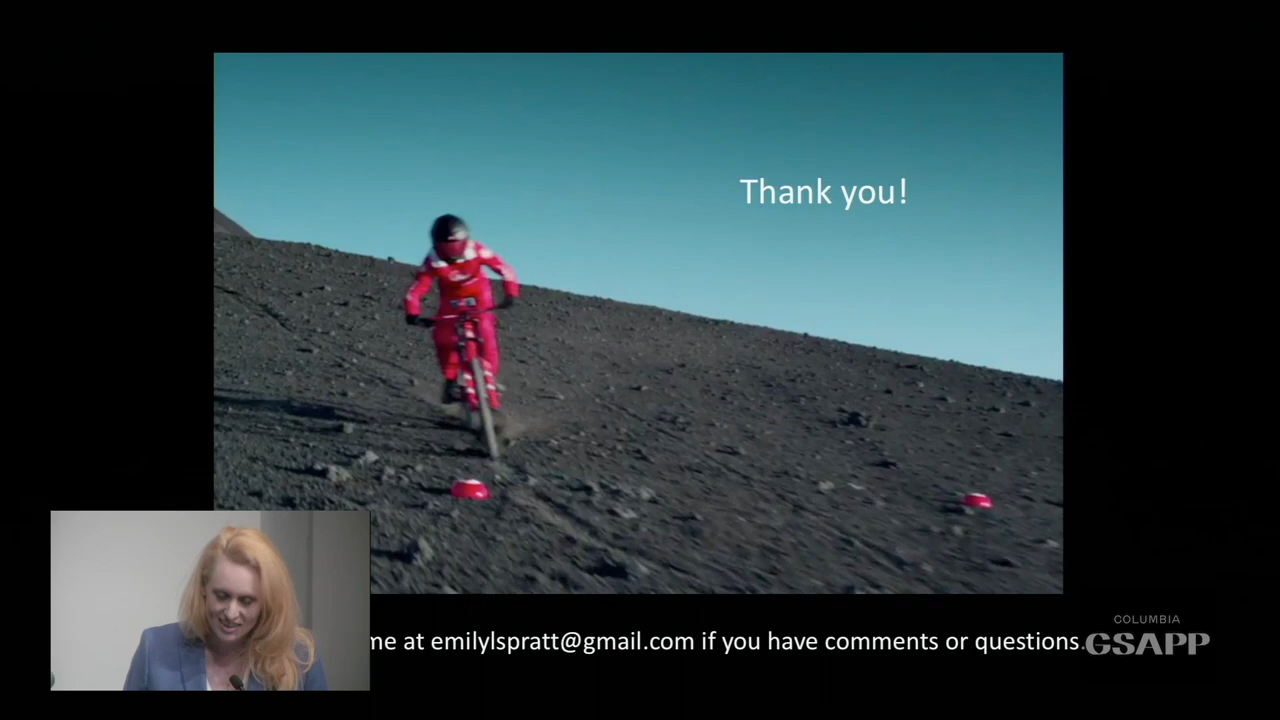 Thank you!
me at emilylspratt@gmail.com if you have comments or questions.
COLUMBIA
GSAPP